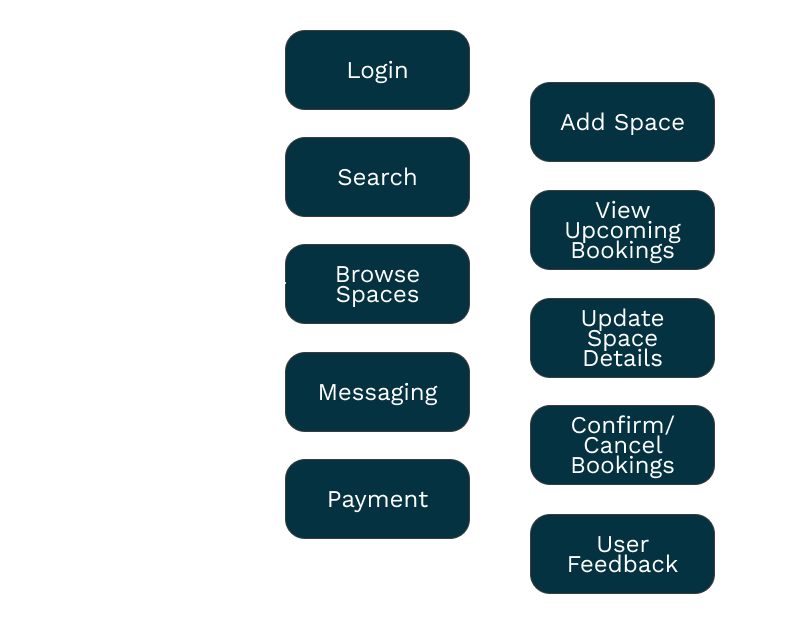 Login
Search
Browse
Spaces
Messaging
Payment
Add Space
View
Upcoming
Bookings
Update
Space
Details
Confirm/
Cancel
Bookings
User
Feedback